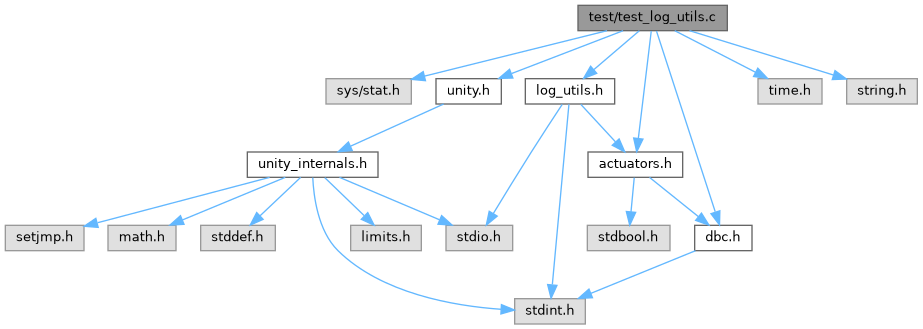 test/test_log_utils.c
sys/stat.h
unity.h
log_utils.h
time.h
string.h
unity_internals.h
actuators.h
setjmp.h
math.h
stddef.h
limits.h
stdio.h
stdbool.h
dbc.h
stdint.h